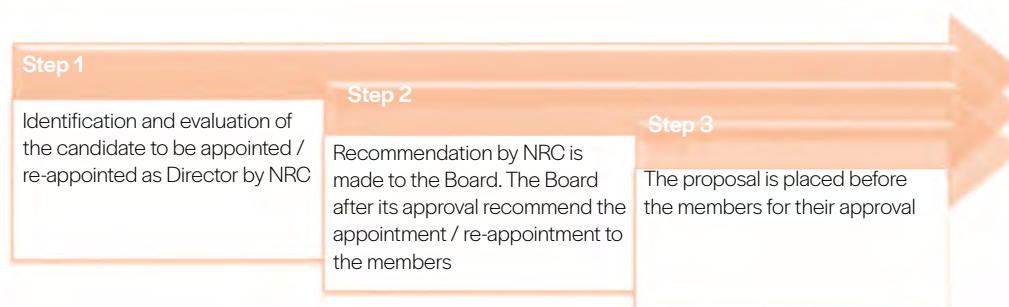 Step 1
Identification and evaluation of
the candidate to be appointed /
re-appointed as Director by NRC
Step 2
Recommendation by NRC is
made to the Board. The Board
after its approval recommend the
appointment / re-appointment to
the members
Step 3
The proposal is placed before
the members for their approval